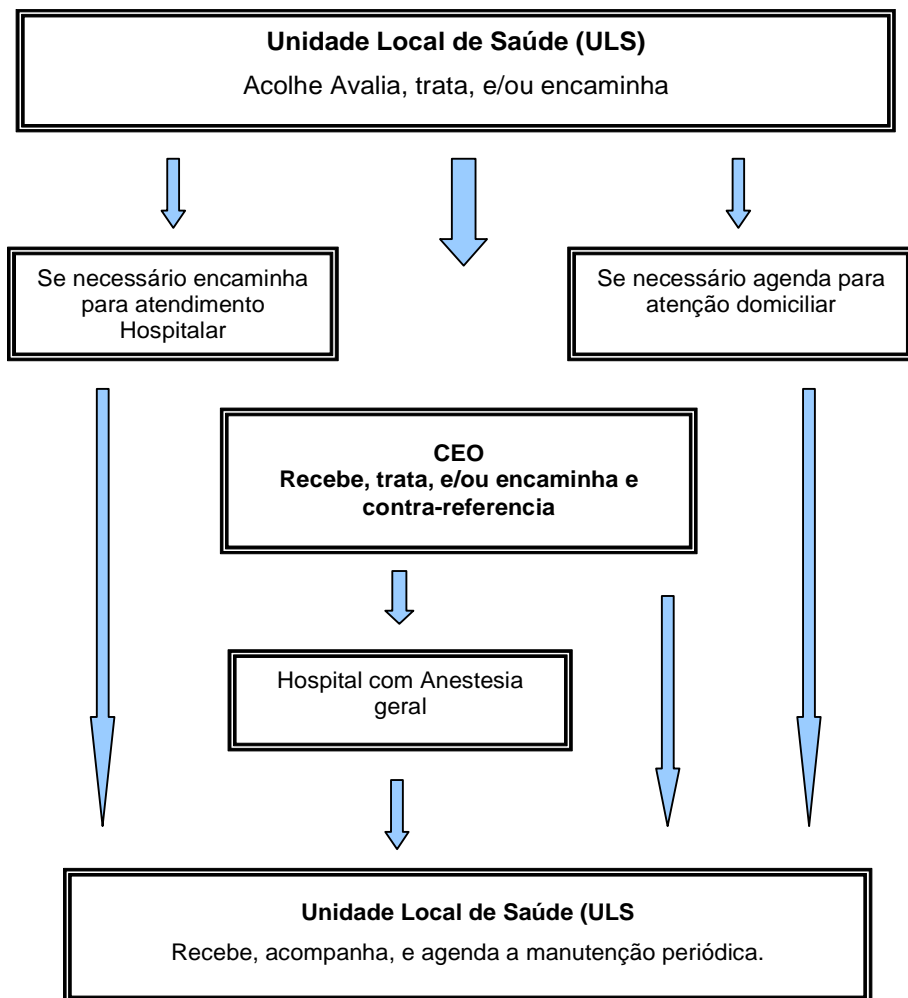 Unidade Local de Saúde (ULS)
Acolhe Avalia, trata, e/ou encaminha
Se necessário encaminha
para atendimento
Hospitalar
Se necessário agenda para
atenção domiciliar
CEO
Recebe, trata, e/ou encaminha e
contra-referencia
Hospital com Anestesia
geral
Unidade Local de Saúde (ULS
Recebe, acompanha, e agenda a manutenção periódica.